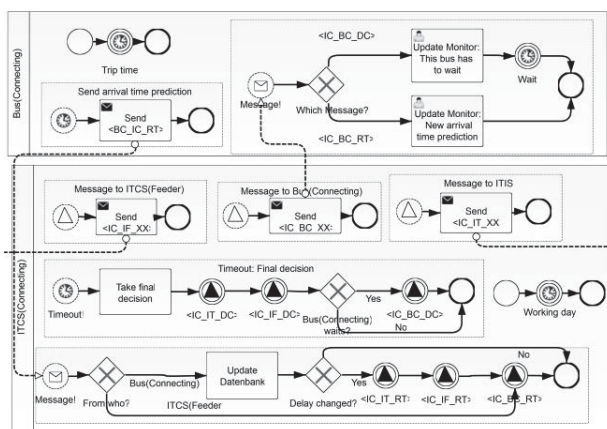 Bus(Connecting)
Trip time
Send arrival time prediction
Send
<BC_IC_RT>
<IC_BC_DC>
Message!
Which Message?
<IC_BC_RT>
Update Monitor:
This bus has
to wait
Wait
Update Monitor:
New arrival
time prediction
ITCS(Connecting)
Message to ITCS(Feeder)
Send
<IC_IF_XX>
Message to Bus(Connecting)
Send
<IC_BC_XX>
Message to ITIS
Send
<IC_IT_XX
Timeout: Final decision
Timeout!
Take final
decision
<IC_IT_DC>
<IC_IF_DC>
Bus(Connecting)
waits?
Yes
No
<IC_BC_DC>
Working day
Message!
From who?
Bus(Connecting)
ITCS(Feeder
Update
Datenbank
Delay changed?
Yes
No
<IC_IT_RT>
<IC_IF_RT>
<IC_BC_RT>